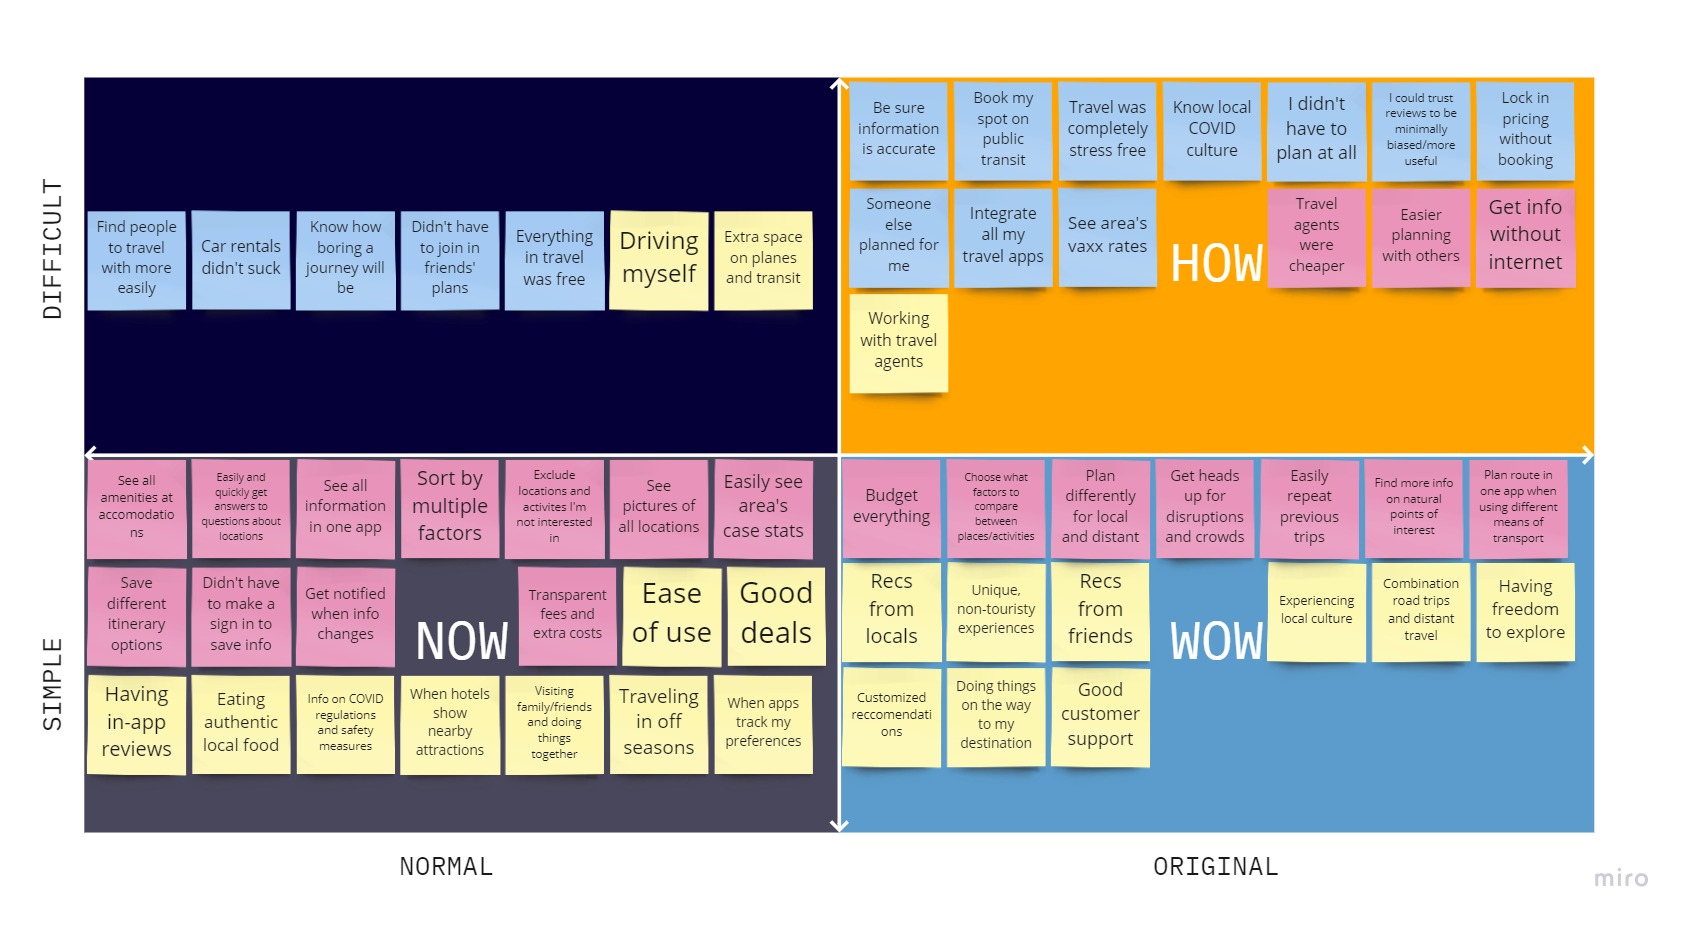 DIFFICULT
Find people
to travel
with more
easily
Car rentals
didn't suck
Know how
boring a
journey will
be
Didn't have
to join in
friends'
plans
Everything
in travel
was free
Driving
myself
Extra space
on planes
and transit
Be sure
information
is accurate
Book my
spot on
public
transit
Travel was
completely
stress free
Know local
COVID
culture
I didn't
have to
plan at all
I could trust
reviews to be
minimally
biased/more
useful
Lock in
pricing
without
booking
Someone
else
planned for
me
Integrate
all my
travel apps
See area's
vaxx rates
HOW
Travel
agents
were
cheaper
Easier
planning
with others
Get info
without
internet
Working
with travel
agents
SIMPLE
See all
amenities at
accomodatio
ns
Easily and
quickly get
answers to
questions about
locations
See all
information
in one app
Sort by
multiple
factors
Exclude
locations and
activites I'm
not interested
in
See
pictures of
all locations
Easily see
area's
case stats
Save
different
itinerary
options
Didn't have
to make a
sign in to
save info
Get notified
when info
changes
NOW
Transparent
fees and
extra costs
Ease
of use
Good
deals
Having
in-app
reviews
Eating
authentic
local food
Info on COVID
regulations
and safety
measures
When hotels
show
nearby
attractions
Visiting
family/friends
and doing
things
together
Traveling
in off
seasons
When apps
track my
preferences
Budget
everything
Choose what
factors to
compare
between
places/activities
Plan
differently
for local
and distant
Get heads
up for
disruptions
and crowds
Easily
repeat
previous
trips
Find more info
on natural
points of
interest
Plan route in
one app when
using different
means of
transport
Recs
from
locals
Unique,
non-touristy
experiences
Recs
from
friends
WOW
Experiencing
local culture
Combination
road trips
and distant
travel
Having
freedom
to explore
Customized
reccomendati
ons
Doing things
on the way
to my
destination
Good
customer
support
NORMAL
ORIGINAL
miro